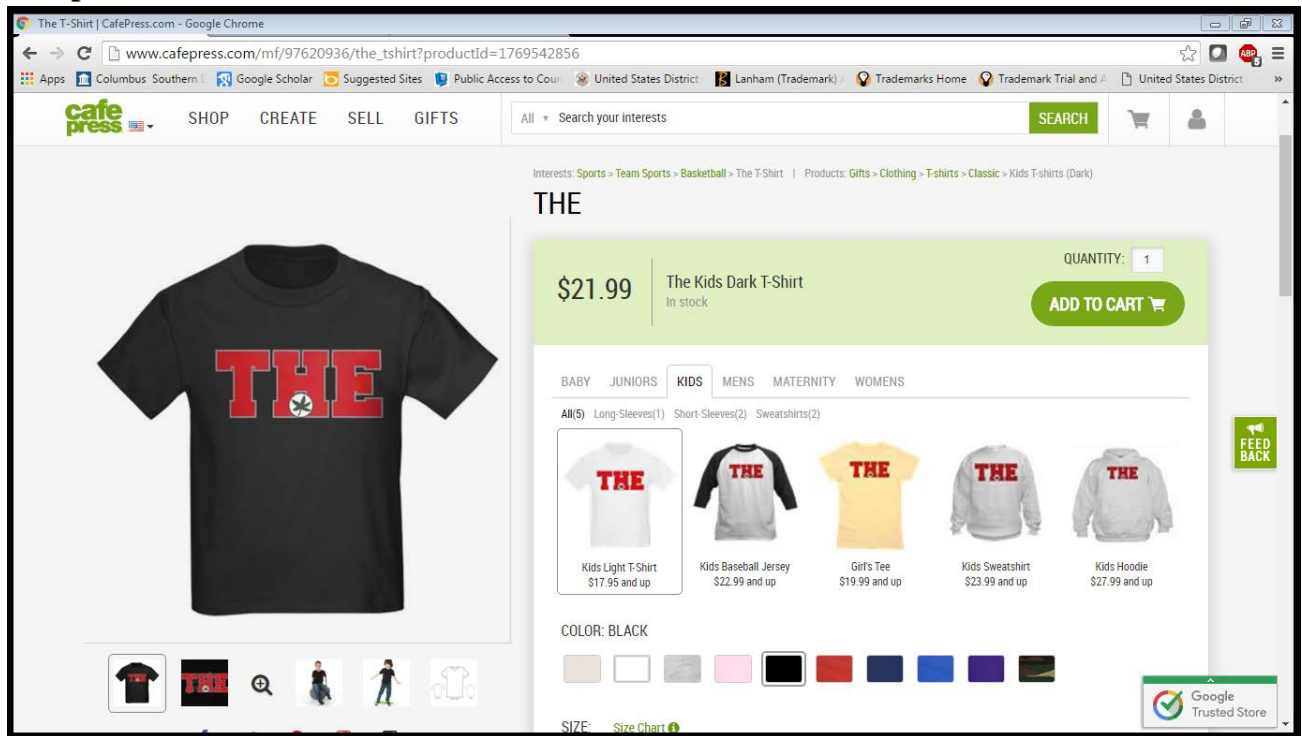 The T-Shirt | CafePress.com - Google Chrome
www.cafepress.com/mf/97620936/the_tshirt?productId=1769542856
Apps Columbus Southern Google Scholar Suggested Sites Public Access to Cour United States District Lanham (Trademark) Trademarks Home Trademark Trial and A United States District »
cafe press SHOP CREATE SELL GIFTS All Search your interests SEARCH
Interests: Sports > Team Sports > Basketball > The T-Shirt | Products: Gifts > Clothing > T-shirts > Classic > Kids T-shirts (Dark)
THE
QUANTITY: 1
$21.99 The Kids Dark T-Shirt
In stock
ADD TO CART
THE
BABY JUNIORS KIDS MENS MATERNITY WOMENS
All(5) Long-Sleeves(1) Short-Sleeves(2) Sweatshirts(2)
FEED
BACK
THE THE THE THE THE
Kids Light T-Shirt Kids Baseball Jersey Girl's Tee Kids Sweatshirt Kids Hoodie
$17.95 and up $22.99 and up $19.99 and up $23.99 and up $27.99 and up
COLOR: BLACK
THE THE
Google
Trusted Store
SIZE: Size Chart